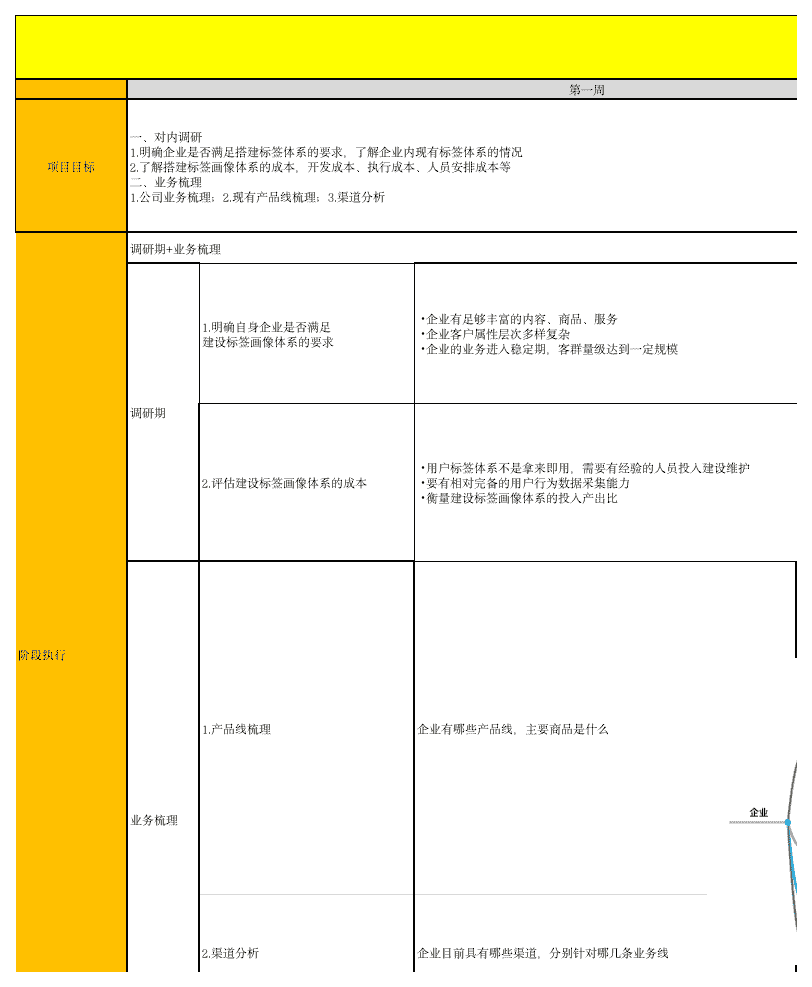 第一周
项目目标
一、对内调研
1.明确企业是否满足搭建标签体系的要求，了解企业内现有标签体系的情况
2.了解搭建标签画像体系的成本，开发成本、执行成本、人员安排成本等
二、业务梳理
1.公司业务梳理；2.现有产品线梳理；3.渠道分析
阶段执行
调研期+业务梳理
调研期
1.明确自身企业是否满足
建设标签画像体系的要求
•企业有足够丰富的内容、商品、服务
•企业客户属性层次多样复杂
•企业的业务进入稳定期，客群量级达到一定规模
2.评估建设标签画像体系的成本
•用户标签体系不是拿来即用，需要有经验的人员投入建设维护
•要有相对完备的用户行为数据采集能力
•衡量建设标签画像体系的投入产出比
业务梳理
1.产品线梳理
企业有哪些产品线，主要商品是什么
企业
2.渠道分析
企业目前具有哪些渠道，分别针对哪几条业务线